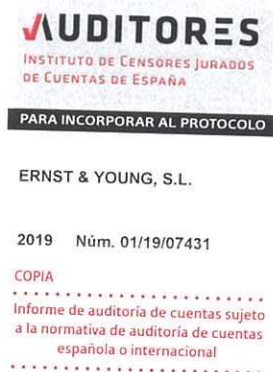 AUDITORES
INSTITUTO DE CENSORES JURADOS
DE CUENTAS DE ESPAÑA
PARA INCORPORAR AL PROTOCOLO
ERNST & YOUNG, S.L.
2019 Núm. 01/19/07431
COPIA
Informe de auditoría de cuentas sujeto
a la normativa de auditoría de cuentas
española o internacional